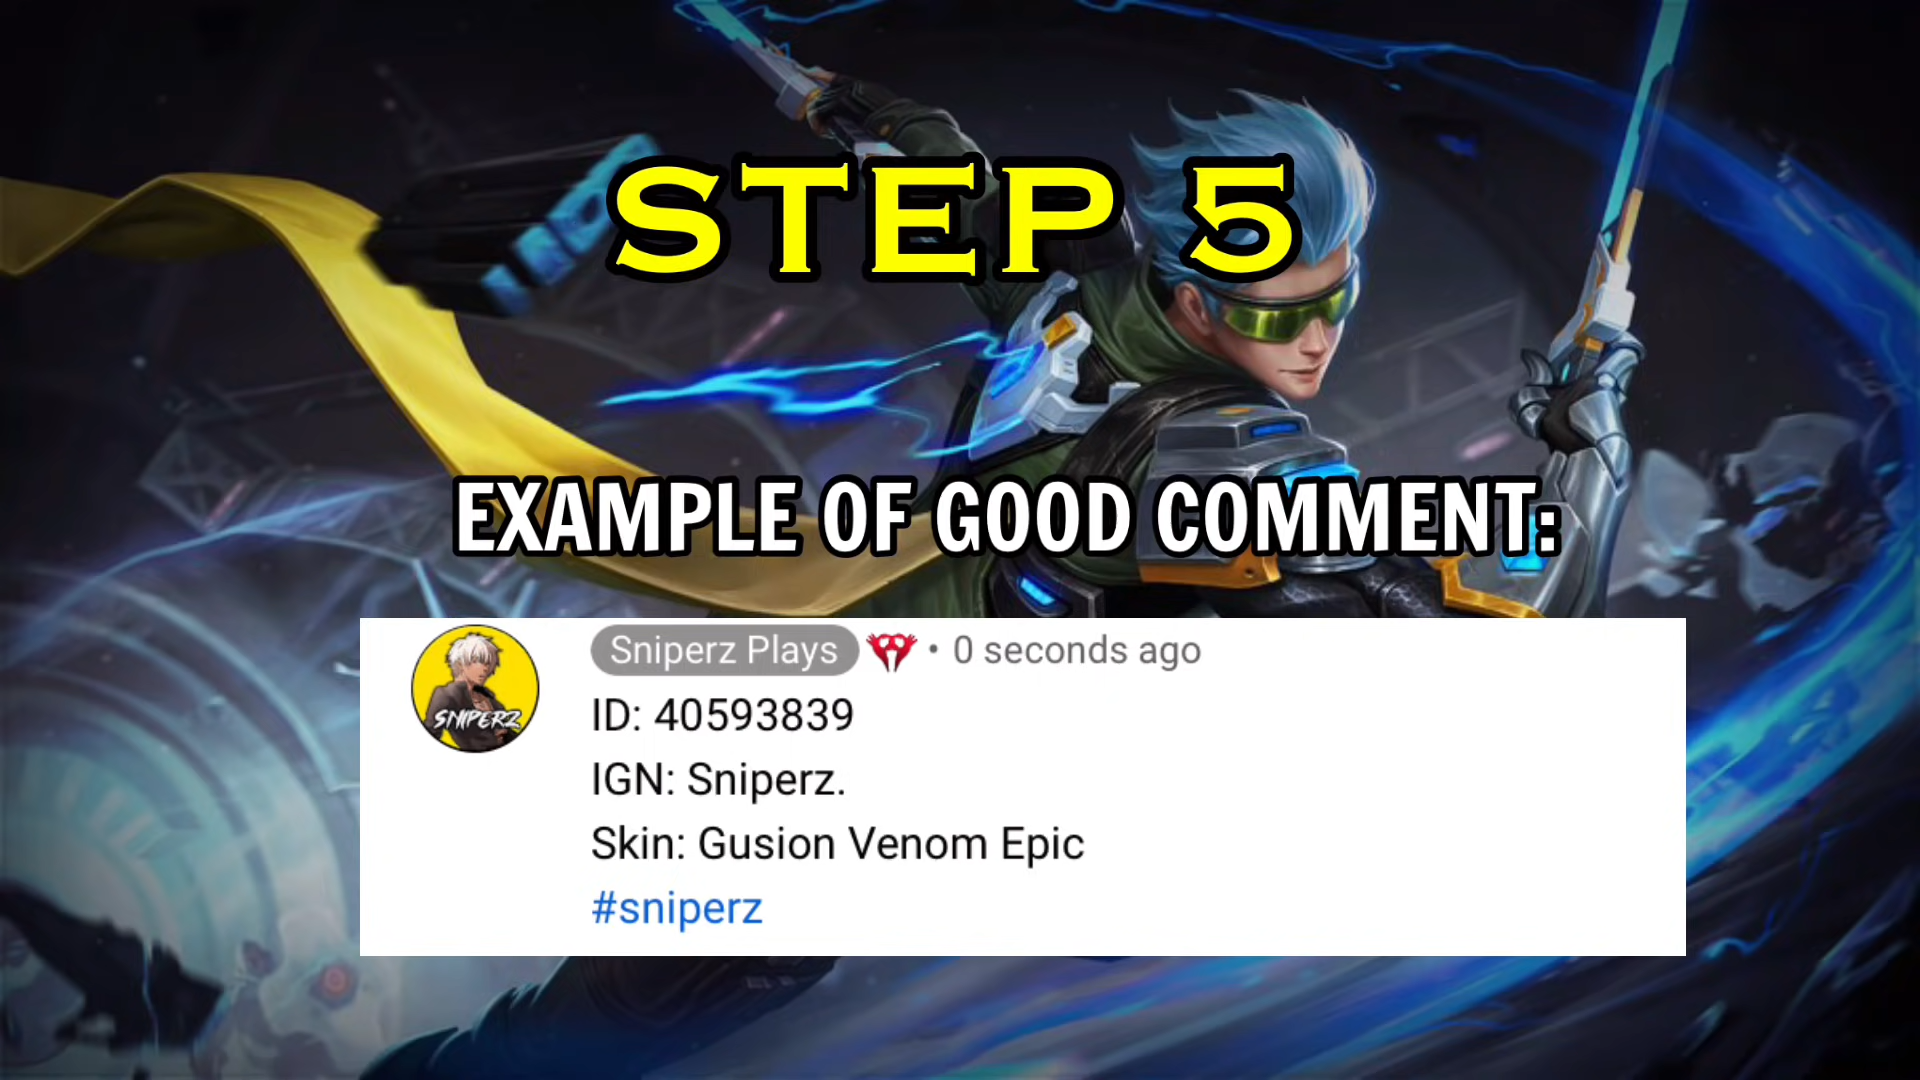 STEP 5
EXAMPLE OF GOOD COMMENT:
Sniperz Plays • 0 seconds ago
SNIPERZ
ID: 40593839
IGN: Sniperz.
Skin: Gusion Venom Epic
#sniperz